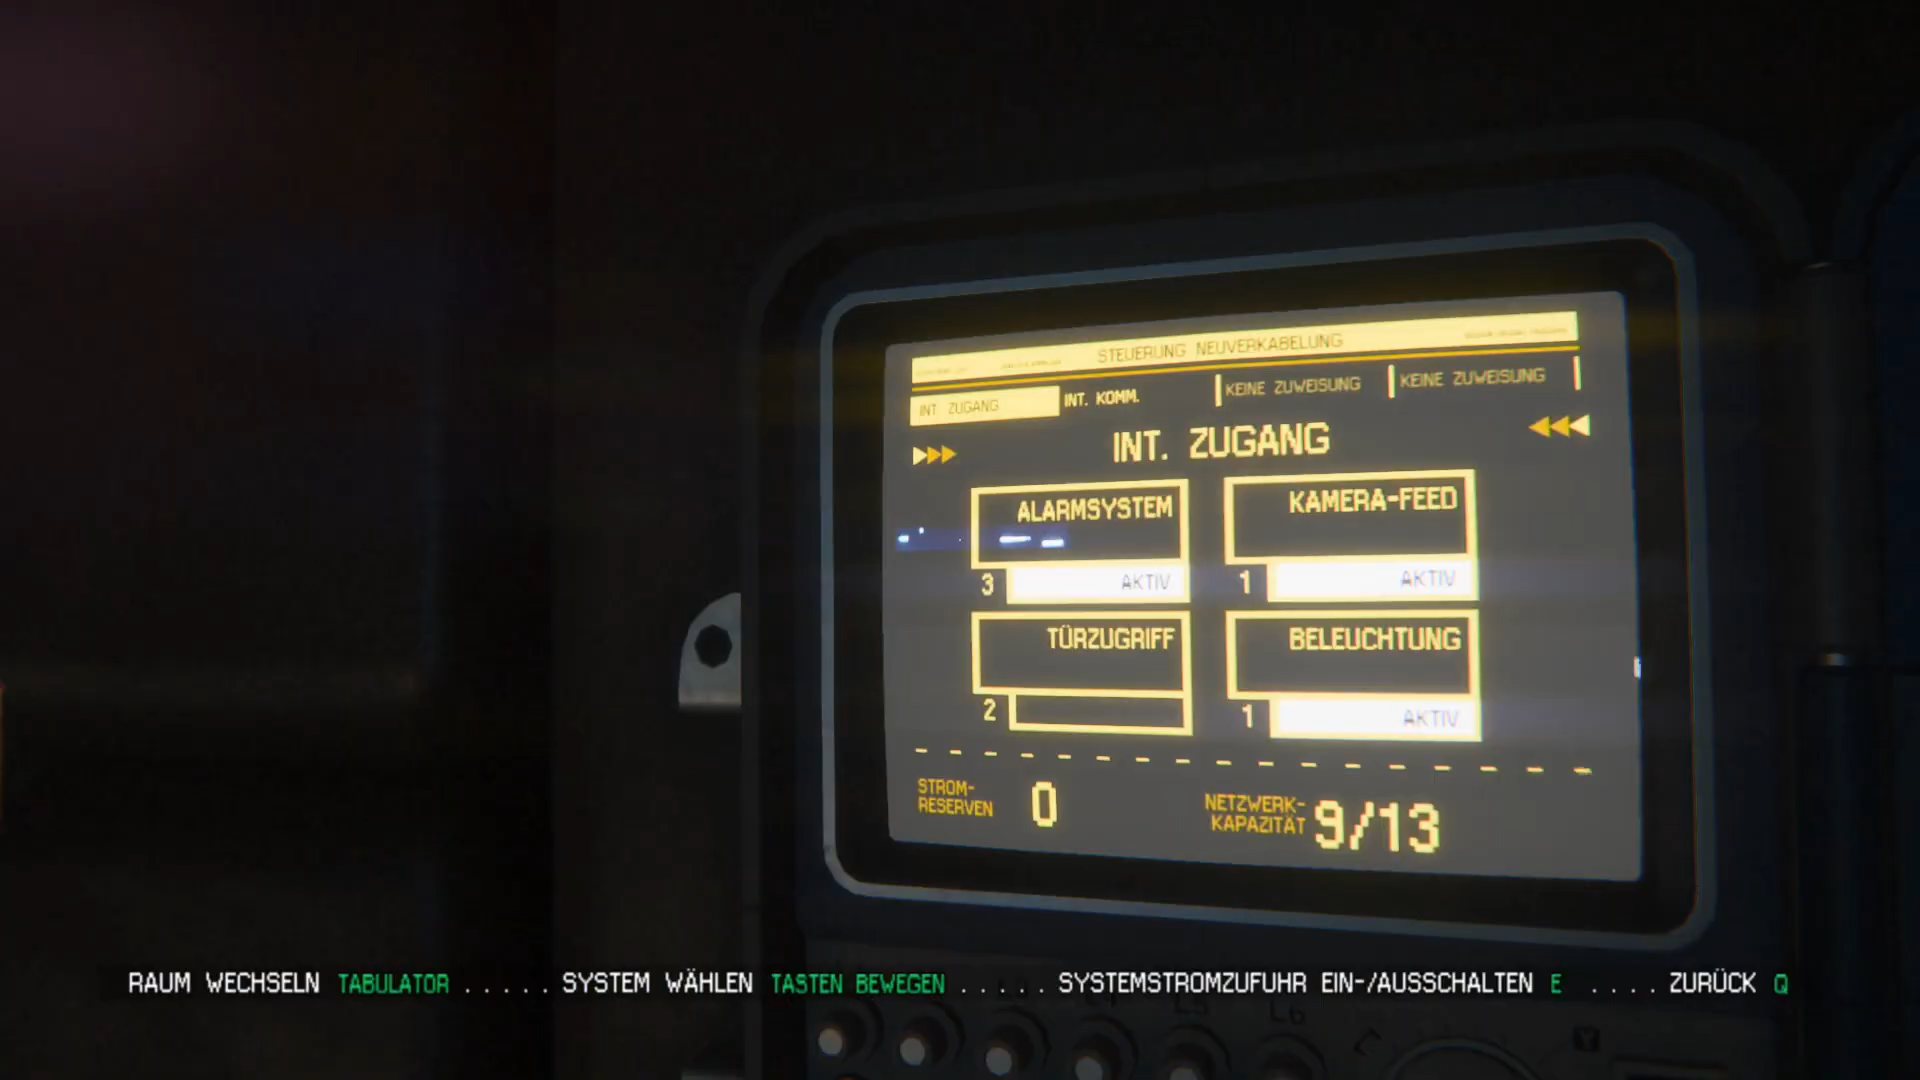 STEUERUNG NEUVERKABELUNG
INT. ZUGANG INT. KOMM. KEINE ZUWEISUNG KEINE ZUWEISUNG
INT. ZUGANG
ALARMSYSTEM KAMERA-FEED
3 AKTIV 1 AKTIV
TÜRZUGRIFF BELEUCHTUNG
2 1 AKTIV
STROM-
RESERVEN 0
NETZWERK-
KAPAZITÄT 9/13
RAUM WECHSELN TABULATOR ..... SYSTEM WÄHLEN TASTEN BEWEGEN ..... SYSTEMSTROMZUFUHR EIN-/AUSSCHALTEN E .... ZURÜCK Q
L6